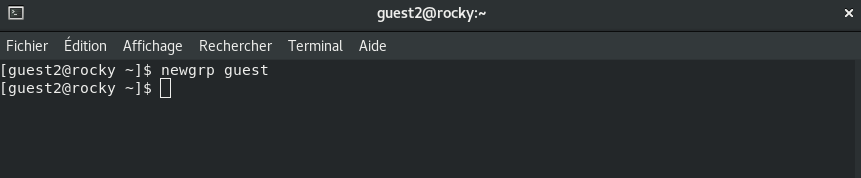 guest2@rocky:~
Fichier Édition Affichage Rechercher Terminal Aide
[guest2@rocky ~]$ newgrp guest
[guest2@rocky ~]$